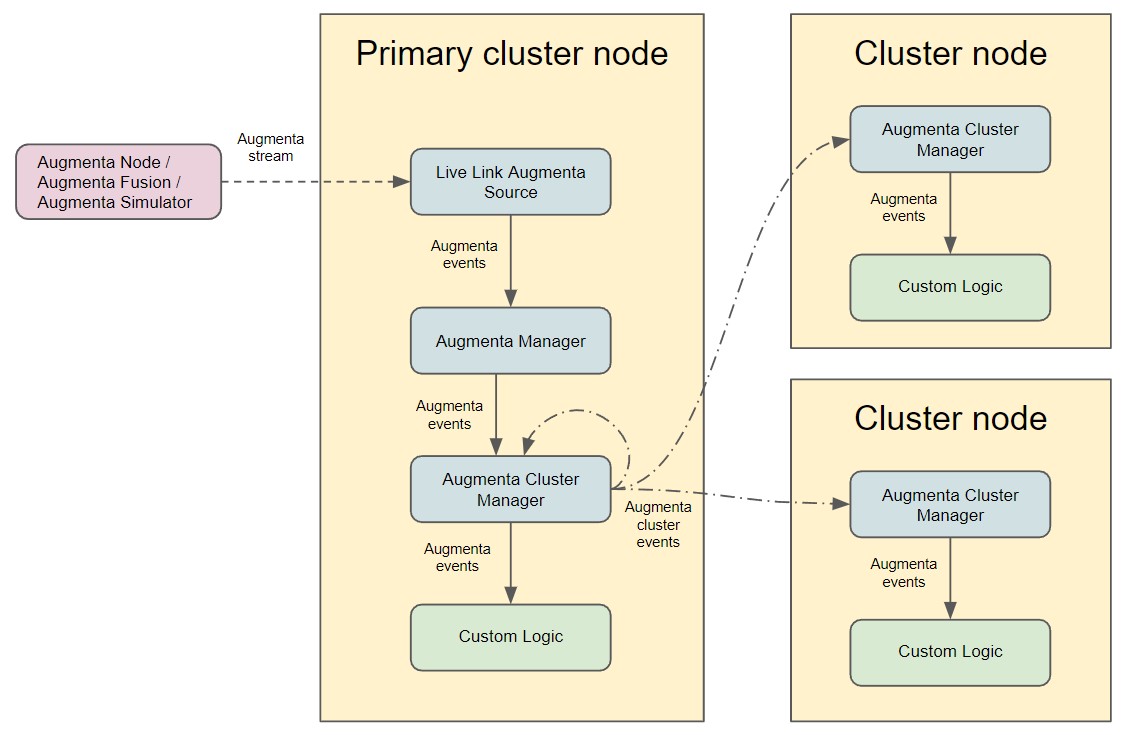 Augmenta Node /
Augmenta Fusion /
Augmenta Simulator
Augmenta
stream
Primary cluster node
Live Link Augmenta
Source
Augmenta
events
Augmenta Manager
Augmenta
events
Augmenta Cluster
Manager
Augmenta
cluster
events
Augmenta
events
Custom Logic
Cluster node
Augmenta Cluster
Manager
Augmenta
events
Custom Logic
Cluster node
Augmenta Cluster
Manager
Augmenta
events
Custom Logic